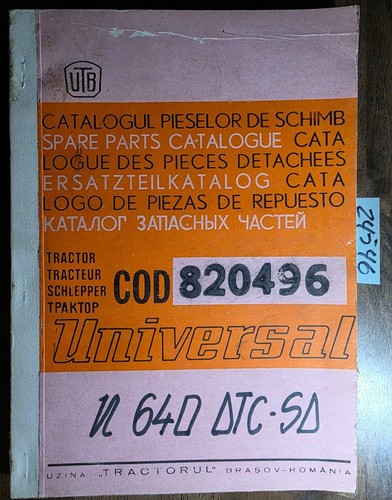 UTB
CATALOGUL PIESELOR DE SCHIMB
SPARE PARTS CATALOGUE CATA
LOGUE DES PIECES DETACHEES
ERSATZTEILKATALOG CATA
LOGO DE PIEZAS DE REPUESTO
КАТАЛОГ ЗАПАСНЫХ ЧАСТЕЙ
TRACTOR
TRACTEUR
SCHLEPPER
ТРАКТОР
COD 820496
Universal
U 640 DTC-SD
UZINA „TRACTORUL" BRAȘOV-ROMÂNIA
24546